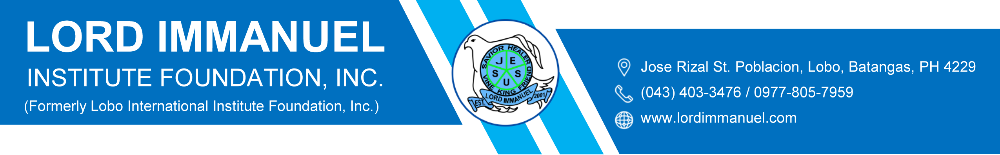 LORD IMMANUEL
INSTITUTE FOUNDATION, INC.
(Formerly Lobo International Institute Foundation, Inc.)
SAVIOR HEALER
J E
S U S
VINE KING FRIEND
EST. LORD IMMANUEL 2001
Jose Rizal St. Poblacion, Lobo, Batangas, PH 4229
(043) 403-3476 / 0977-805-7959
www.lordimmanuel.com